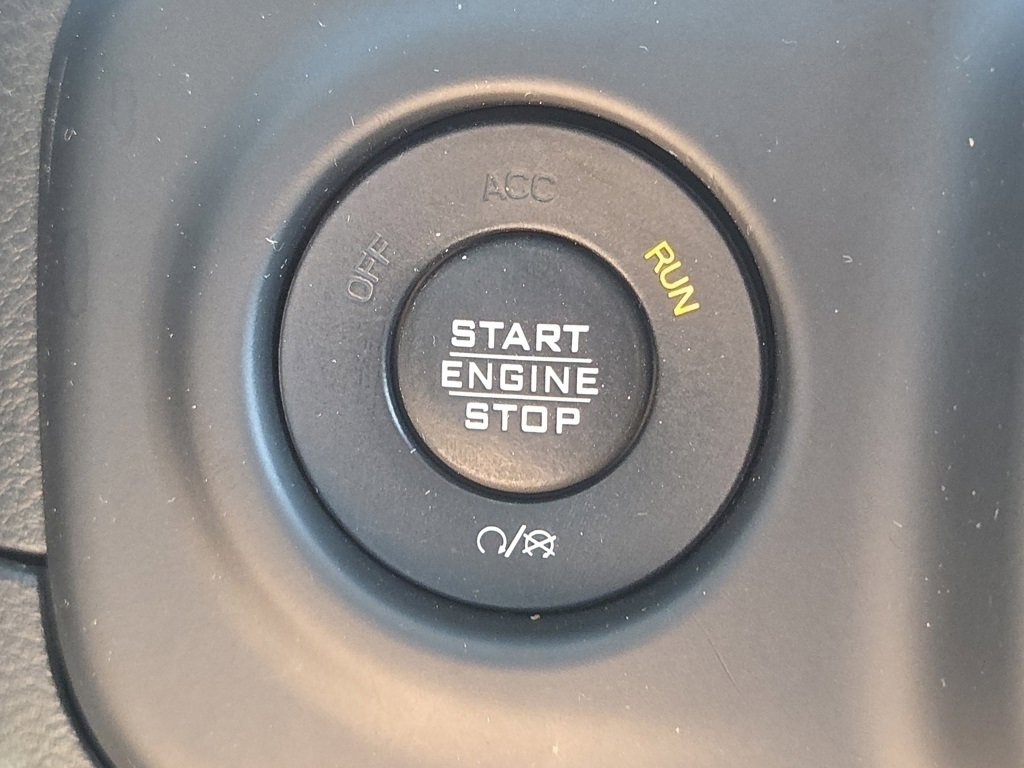 ACC
OFF
RUN
START
ENGINE
STOP